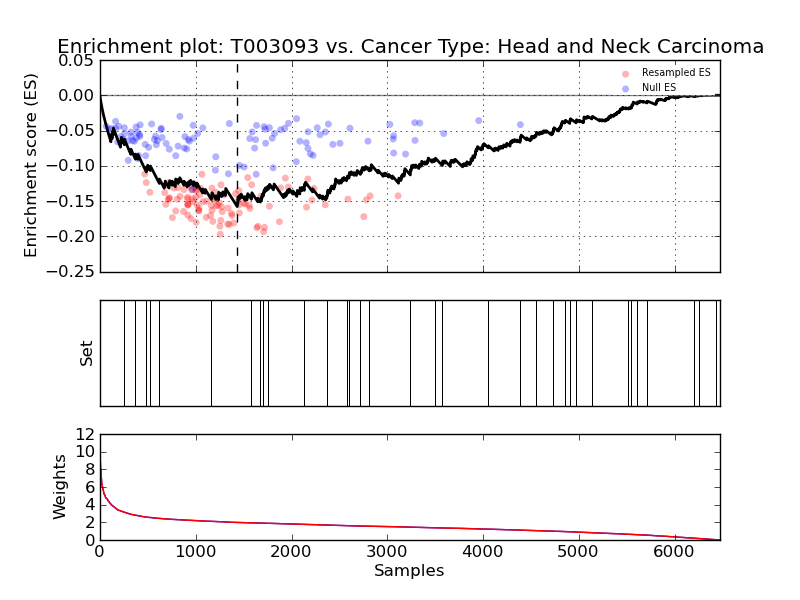 Enrichment plot: T003093 vs. Cancer Type: Head and Neck Carcinoma
Enrichment score (ES)
0.05
0.00
−0.05
−0.10
−0.15
−0.20
−0.25
Resampled ES
Null ES
Set
Weights
12
10
8
6
4
2
0
0 1000 2000 3000 4000 5000 6000
Samples